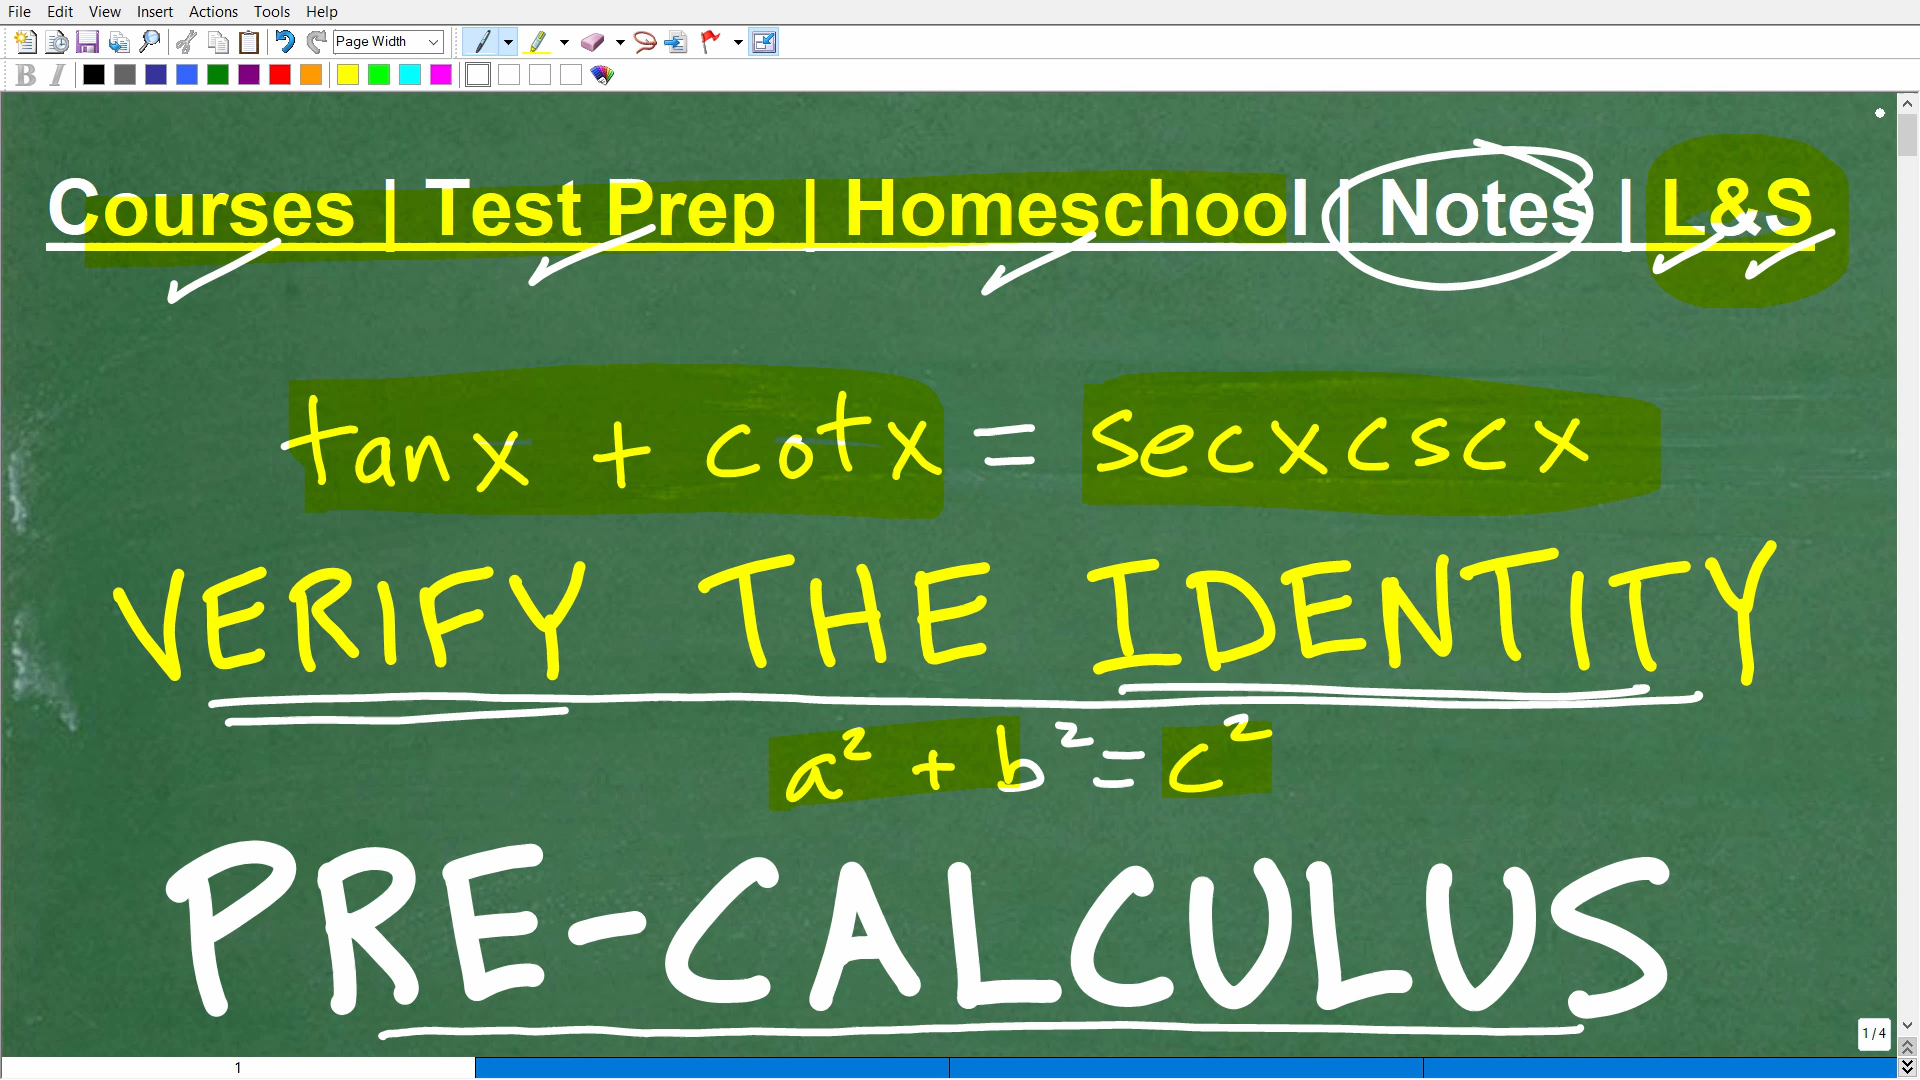 File Edit View Insert Actions Tools Help
Page Width
B I
Courses | Test Prep | Homeschool | Notes | L&S
tanx + cotx = secxcscx
VERIFY THE IDENTITY
a² + b² = c²
PRE-CALCULUS
1 / 4
1